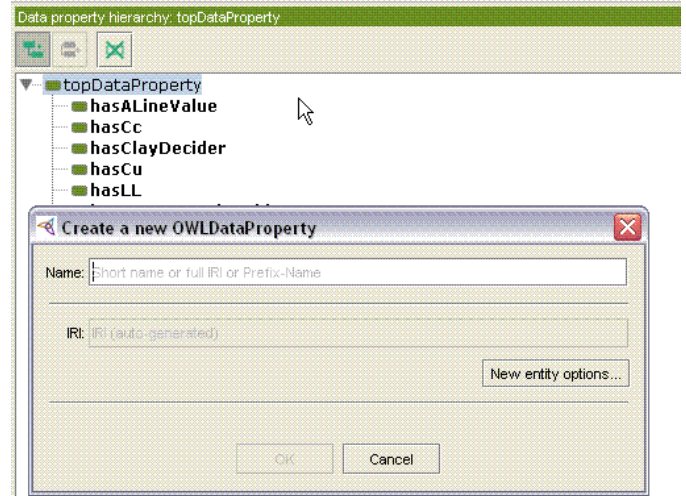 Data property hierarchy: topDataProperty
topDataProperty
hasALineValue
hasCc
hasClayDecider
hasCu
hasLL
Create a new OWLDataProperty
Name: Short name or full IRI or Prefix-Name
IRI: IRI (auto-generated)
New entity options...
OK Cancel